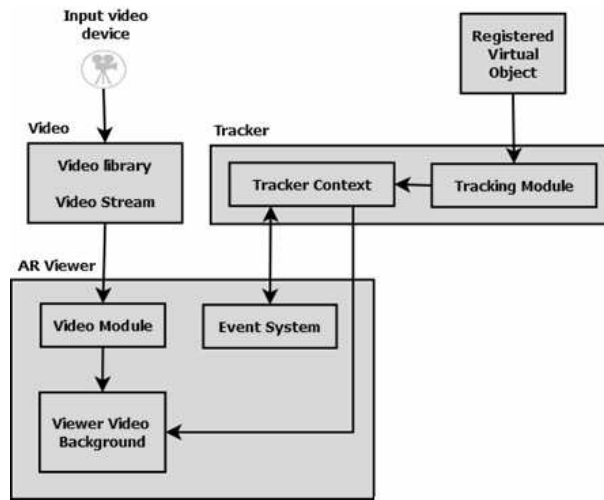 Input video
device
Registered
Virtual
Object
Video
Tracker
Video library
Video Stream
Tracker Context
Tracking Module
AR Viewer
Video Module
Event System
Viewer Video
Background